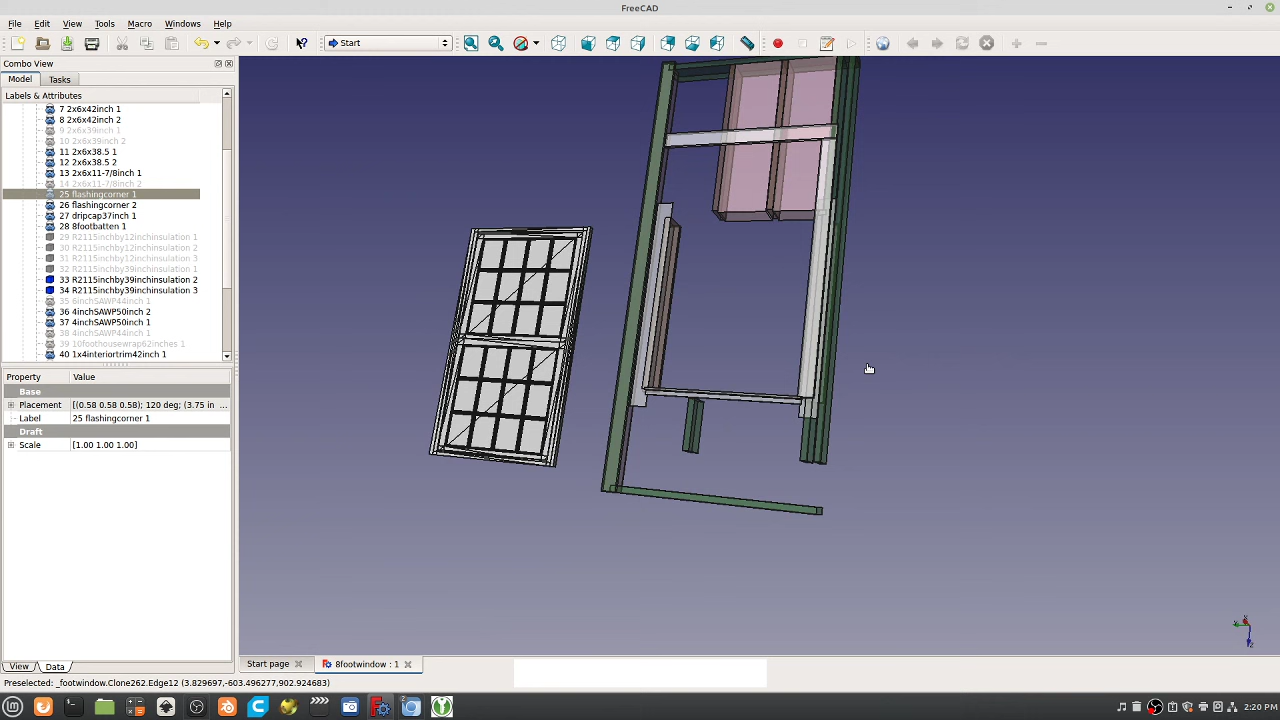 FreeCAD
File Edit View Tools Macro Windows Help
Start
Combo View
Model Tasks
Labels & Attributes
7 2x6x42inch 1
8 2x6x42inch 2
9 2x6x39inch 1
10 2x6x39inch 2
11 2x6x38.5 1
12 2x6x38.5 2
13 2x6x11-7/8inch 1
14 2x6x11-7/8inch 2
25 flashingcorner 1
26 flashingcorner 2
27 dripcap37inch 1
28 8footbatten 1
29 R2115inchby12inchinsulation 1
30 R2115inchby12inchinsulation 2
31 R2115inchby12inchinsulation 3
32 R2115inchby39inchinsulation 1
33 R2115inchby39inchinsulation 2
34 R2115inchby39inchinsulation 3
35 6inchSAWP44inch 1
36 4inchSAWP50inch 2
37 4inchSAWP50inch 1
38 4inchSAWP44inch 1
39 10foothousewrap62inches 1
40 1x4interiortrim42inch 1
Property Value
Base
Placement [(0.58 0.58 0.58); 120 deg; (3.75 in ...
Label 25 flashingcorner 1
Draft
Scale [1.00 1.00 1.00]
View Data
Start page 8footwindow : 1
Preselected: _footwindow.Clone262.Edge12 (3.829697,-603.496277,902.924683)
2:20 PM